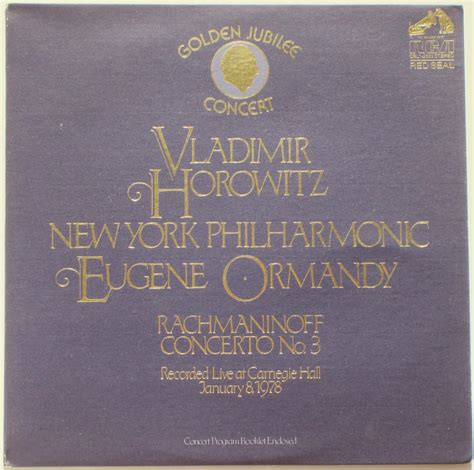 GOLDEN JUBILEE
CONCERT
RCA
RED SEAL
VLADIMIR
HOROWITZ
NEW YORK PHILHARMONIC
EUGENE ORMANDY
RACHMANINOFF
CONCERTO No. 3
Recorded Live at Carnegie Hall
January 8, 1978
Concert Program Booklet Enclosed